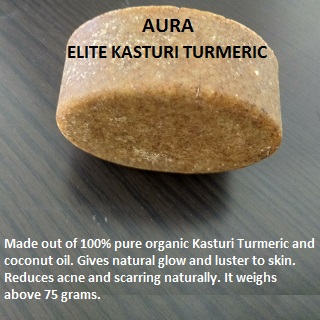 AURA
ELITE KASTURI TURMERIC
Made out of 100% pure organic Kasturi Turmeric and
coconut oil. Gives natural glow and luster to skin.
Reduces acne and scarring naturally. It weighs
above 75 grams.